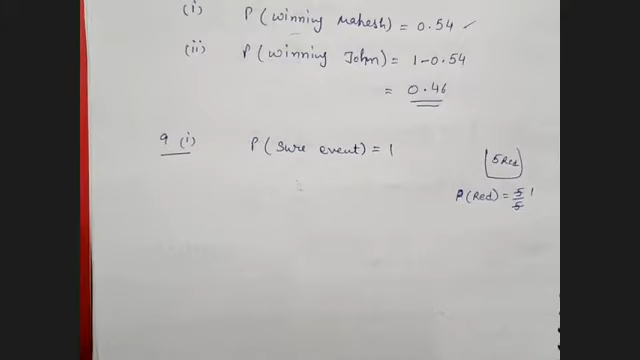 (i) P(winning Mahesh) = 0.54 ✓
(ii) P(winning John) = 1-0.54
= 0.46
9 (i) P(sure event) = 1
5 Red
P(Red) = 5/5 1